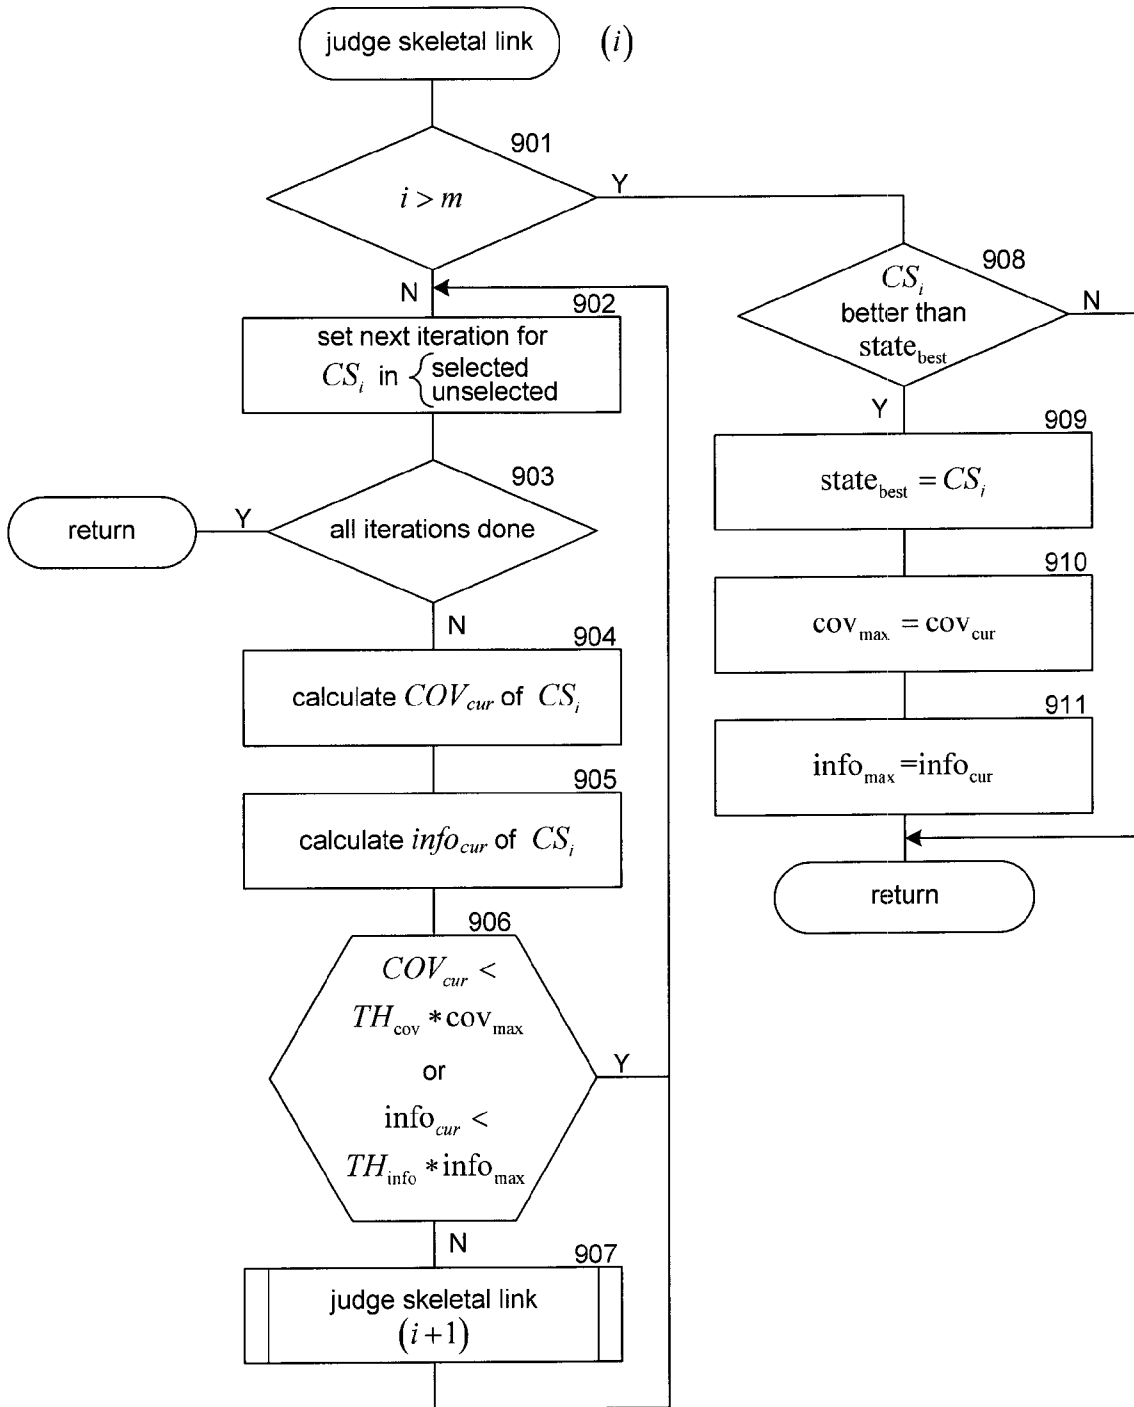 judge skeletal link (i)
901
i > m
Y
N
902
set next iteration for
CS_i in { selected
unselected
903
all iterations done
Y
return
N
904
calculate COV_cur of CS_i
905
calculate info_cur of CS_i
906
COV_cur <
TH_cov * cov_max
or
info_cur <
TH_info * info_max
Y
N
907
judge skeletal link
(i+1)
908
CS_i
better than
state_best
N
Y
909
state_best = CS_i
910
cov_max = cov_cur
911
info_max =info_cur
return